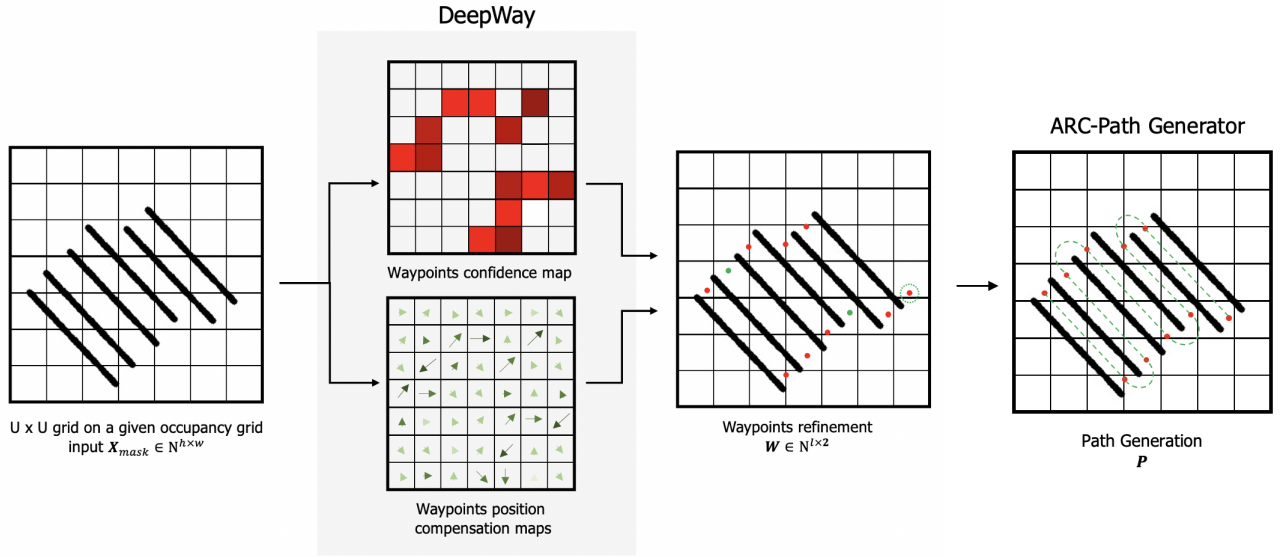 DeepWay
Waypoints confidence map
Waypoints position
compensation maps
U x U grid on a given occupancy grid
input X_mask ∈ N^{h×w}
Waypoints refinement
W ∈ N^{l×2}
ARC-Path Generator
Path Generation
P